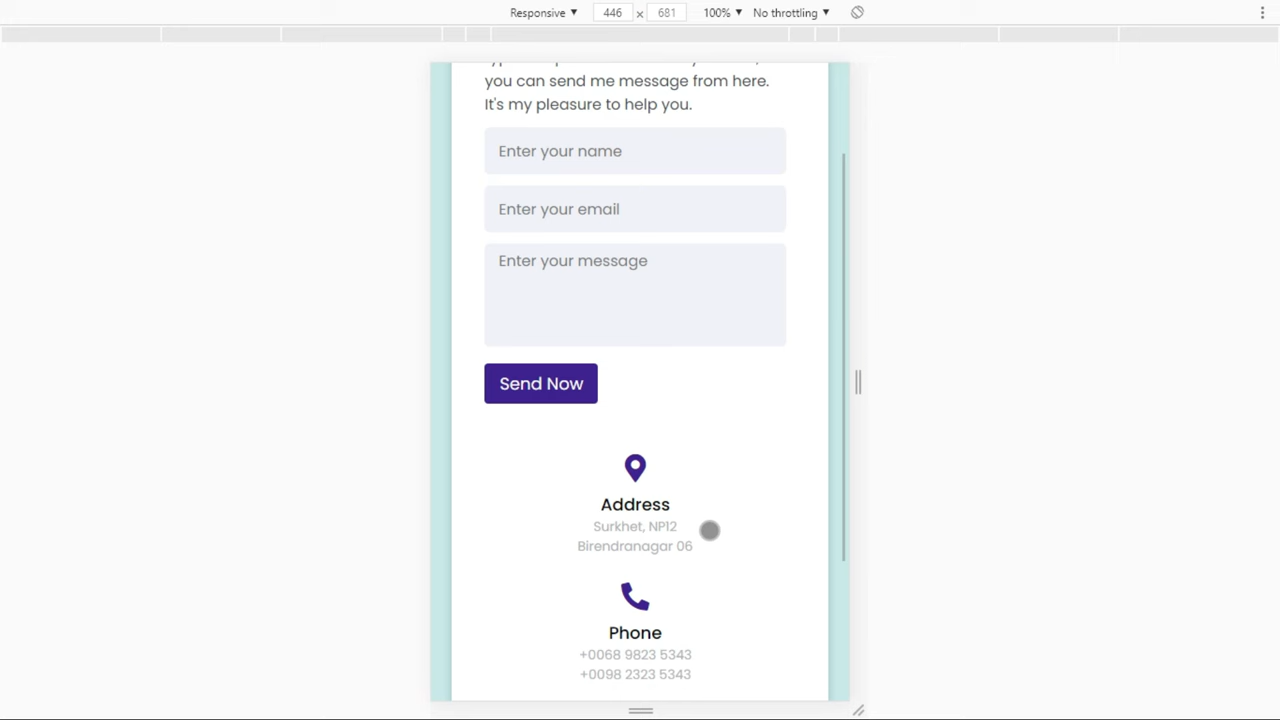 Responsive ▼ 446 × 681 100% ▼ No throttling ▼
you can send me message from here.
It's my pleasure to help you.
Enter your name
Enter your email
Enter your message
Send Now
Address
Surkhet, NP12
Birendranagar 06
Phone
+0068 9823 5343
+0098 2323 5343